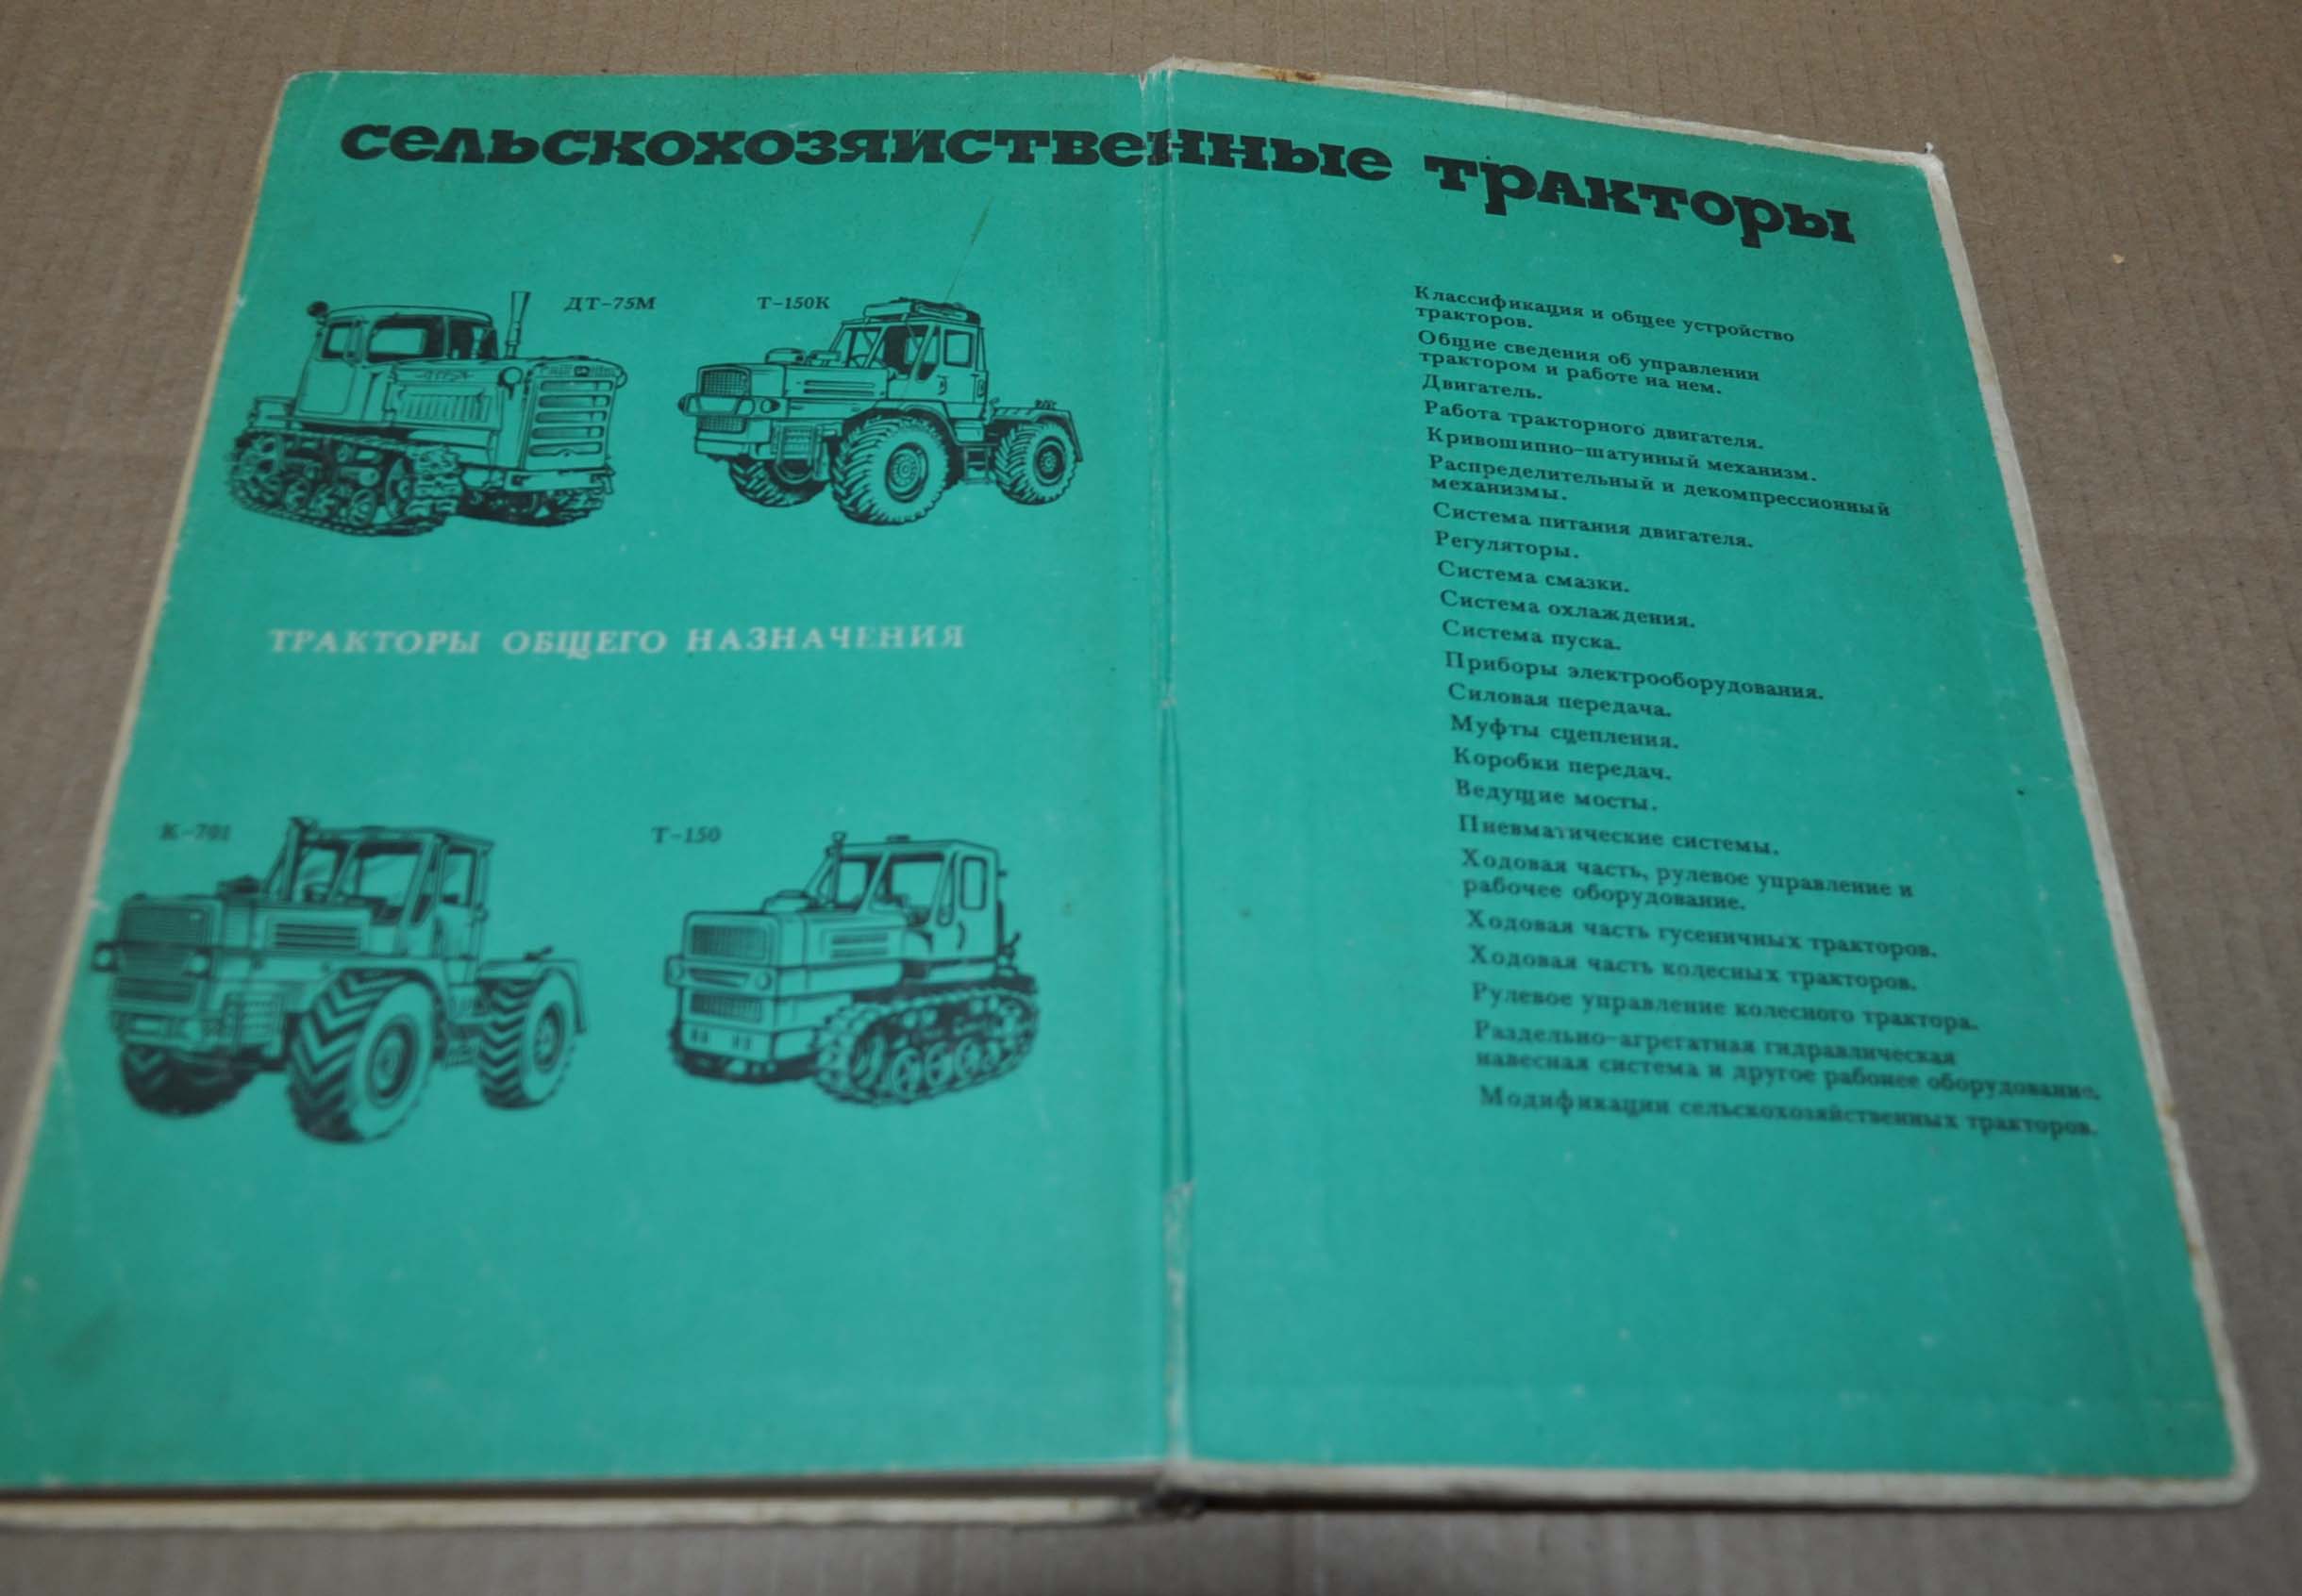 сельскохозяйственные тракторы
ДТ-75М
Т-150К
ТРАКТОРЫ ОБЩЕГО НАЗНАЧЕНИЯ
К-701
Т-150
Классификация и общее устройство
тракторов.
Общие сведения об управлении
трактором и работе на нем.
Двигатель.
Работа тракторного двигателя.
Кривошипно-шатунный механизм.
Распределительный и декомпрессионный
механизмы.
Система питания двигателя.
Регуляторы.
Система смазки.
Система охлаждения.
Система пуска.
Приборы электрооборудования.
Силовая передача.
Муфты сцепления.
Коробки передач.
Ведущие мосты.
Пневматические системы.
Ходовая часть, рулевое управление и
рабочее оборудование.
Ходовая часть гусеничных тракторов.
Ходовая часть колесных тракторов.
Рулевое управление колесного трактора.
Раздельно-агрегатная гидравлическая
навесная система и другое рабочее оборудование.
Модификации сельскохозяйственных тракторов.